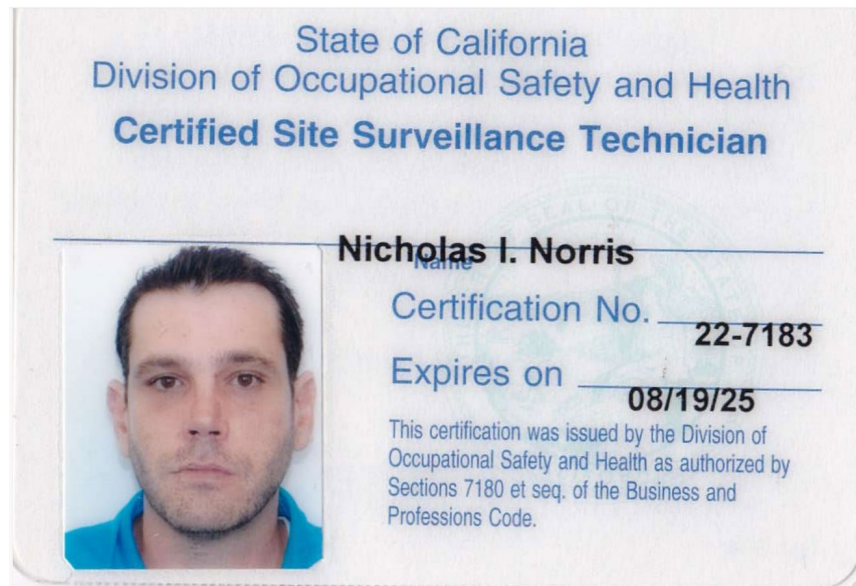 State of California
Division of Occupational Safety and Health
Certified Site Surveillance Technician
Nicholas I. Norris
Name
Certification No. 22-7183
Expires on 08/19/25
This certification was issued by the Division of
Occupational Safety and Health as authorized by
Sections 7180 et seq. of the Business and
Professions Code.